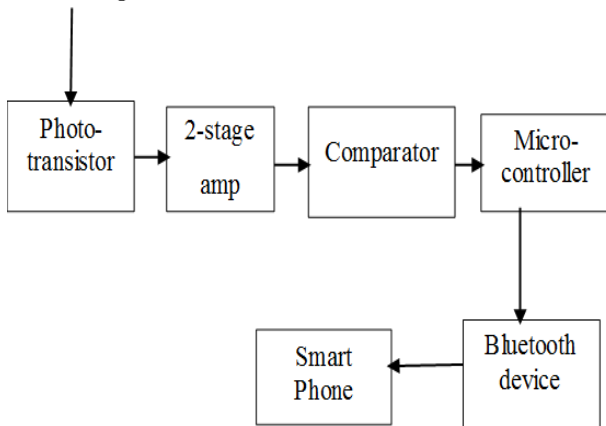 Photo-
transistor
2-stage
amp
Comparator
Micro-
controller
Smart
Phone
Bluetooth
device